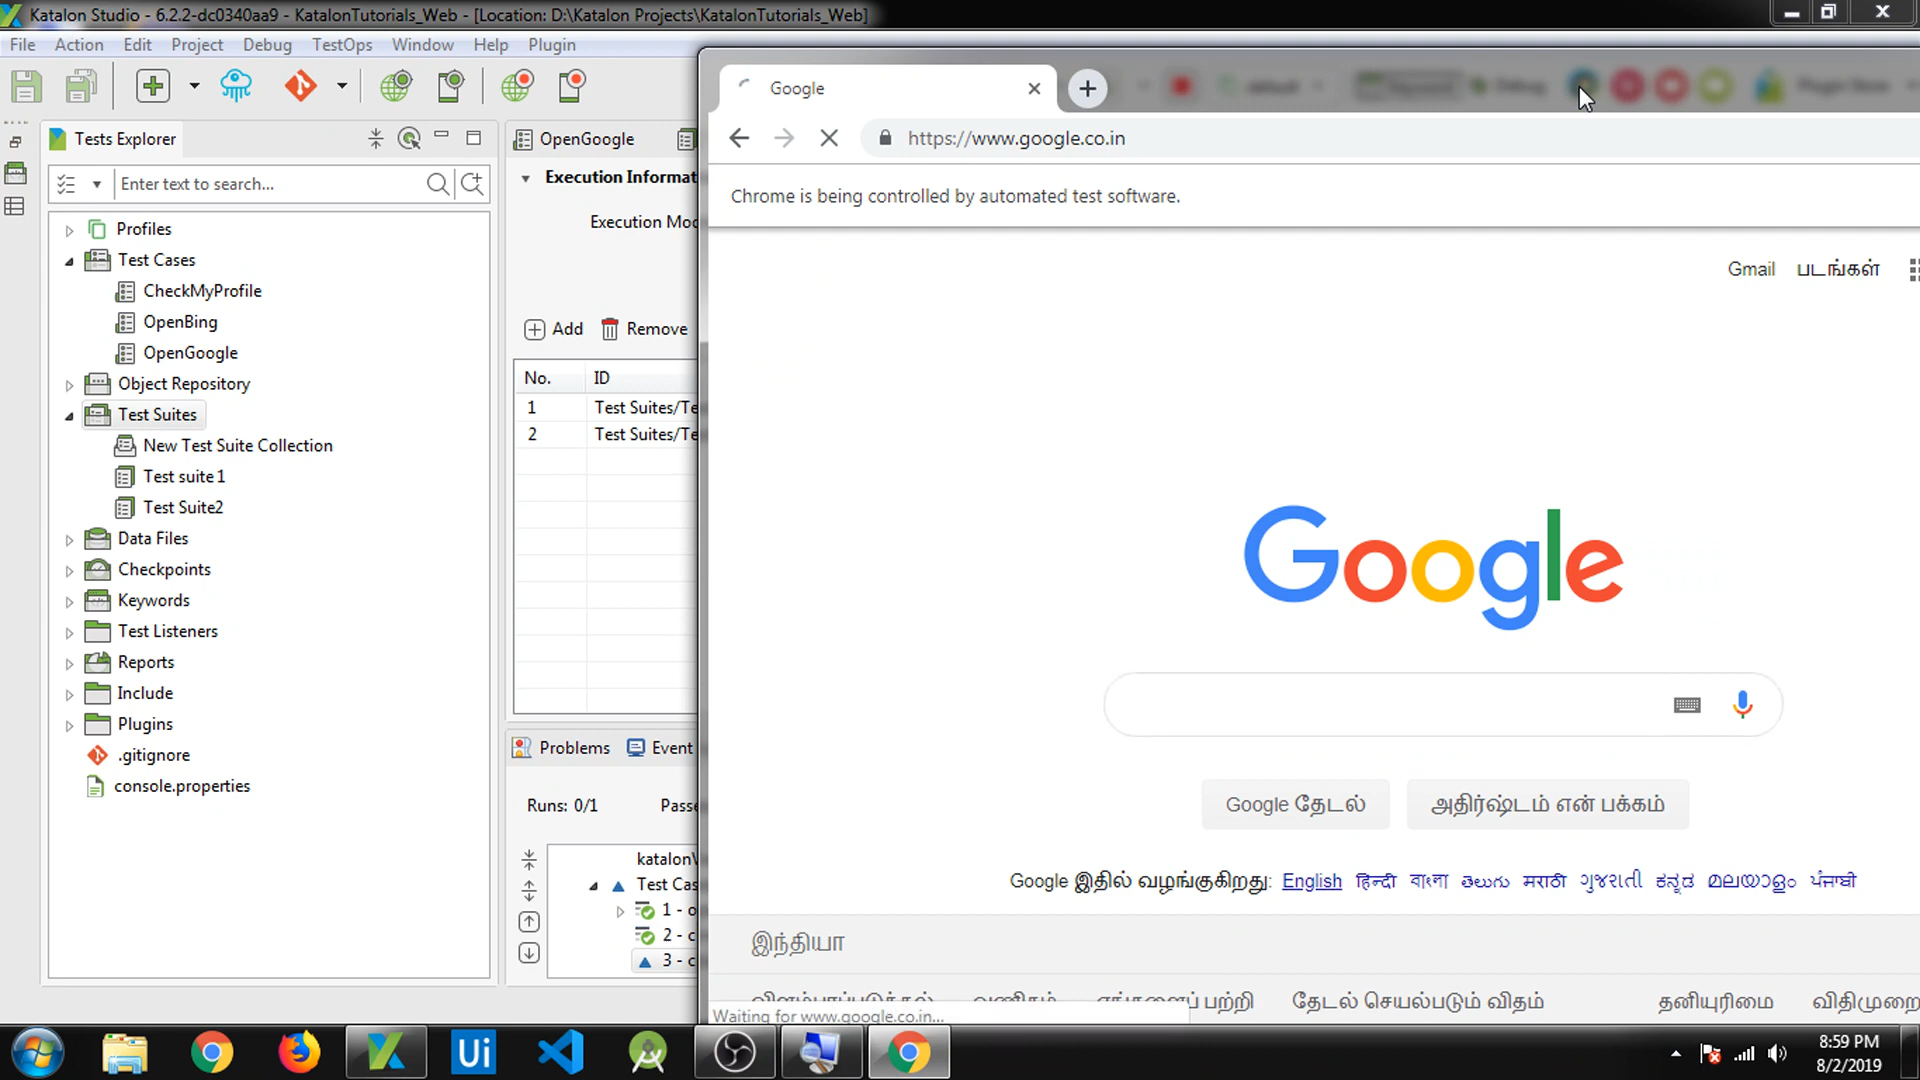 Katalon Studio - 6.2.2-dc0340aa9 - KatalonTutorials_Web - [Location: D:\Katalon Projects\KatalonTutorials_Web]
File Action Edit Project Debug TestOps Window Help Plugin
Google
https://www.google.co.in
Chrome is being controlled by automated test software.
Gmail படங்கள்
Tests Explorer
Enter text to search...
Profiles
Test Cases
CheckMyProfile
OpenBing
OpenGoogle
Object Repository
Test Suites
New Test Suite Collection
Test suite 1
Test Suite2
Data Files
Checkpoints
Keywords
Test Listeners
Reports
Include
Plugins
.gitignore
console.properties
OpenGoogle
Execution Informat
Execution Mod
Add Remove
No. ID
1 Test Suites/Te
2 Test Suites/Te
Problems Event
Runs: 0/1 Passe
Test Cas
1 - o
2 - c
3 - c
Google
Google தேடல் அதிர்ஷ்டம் என் பக்கம்
Google இதில் வழங்குகிறது: English हिन्दी বাংলা తెలుగు मराठी ગુજરાતી ಕನ್ನಡ മലയാളം ਪੰਜਾਬੀ
இந்தியா
தேடல் செயல்படும் விதம் தனியுரிமை
Waiting for www.google.co.in...
Ui
8:59 PM
8/2/2019